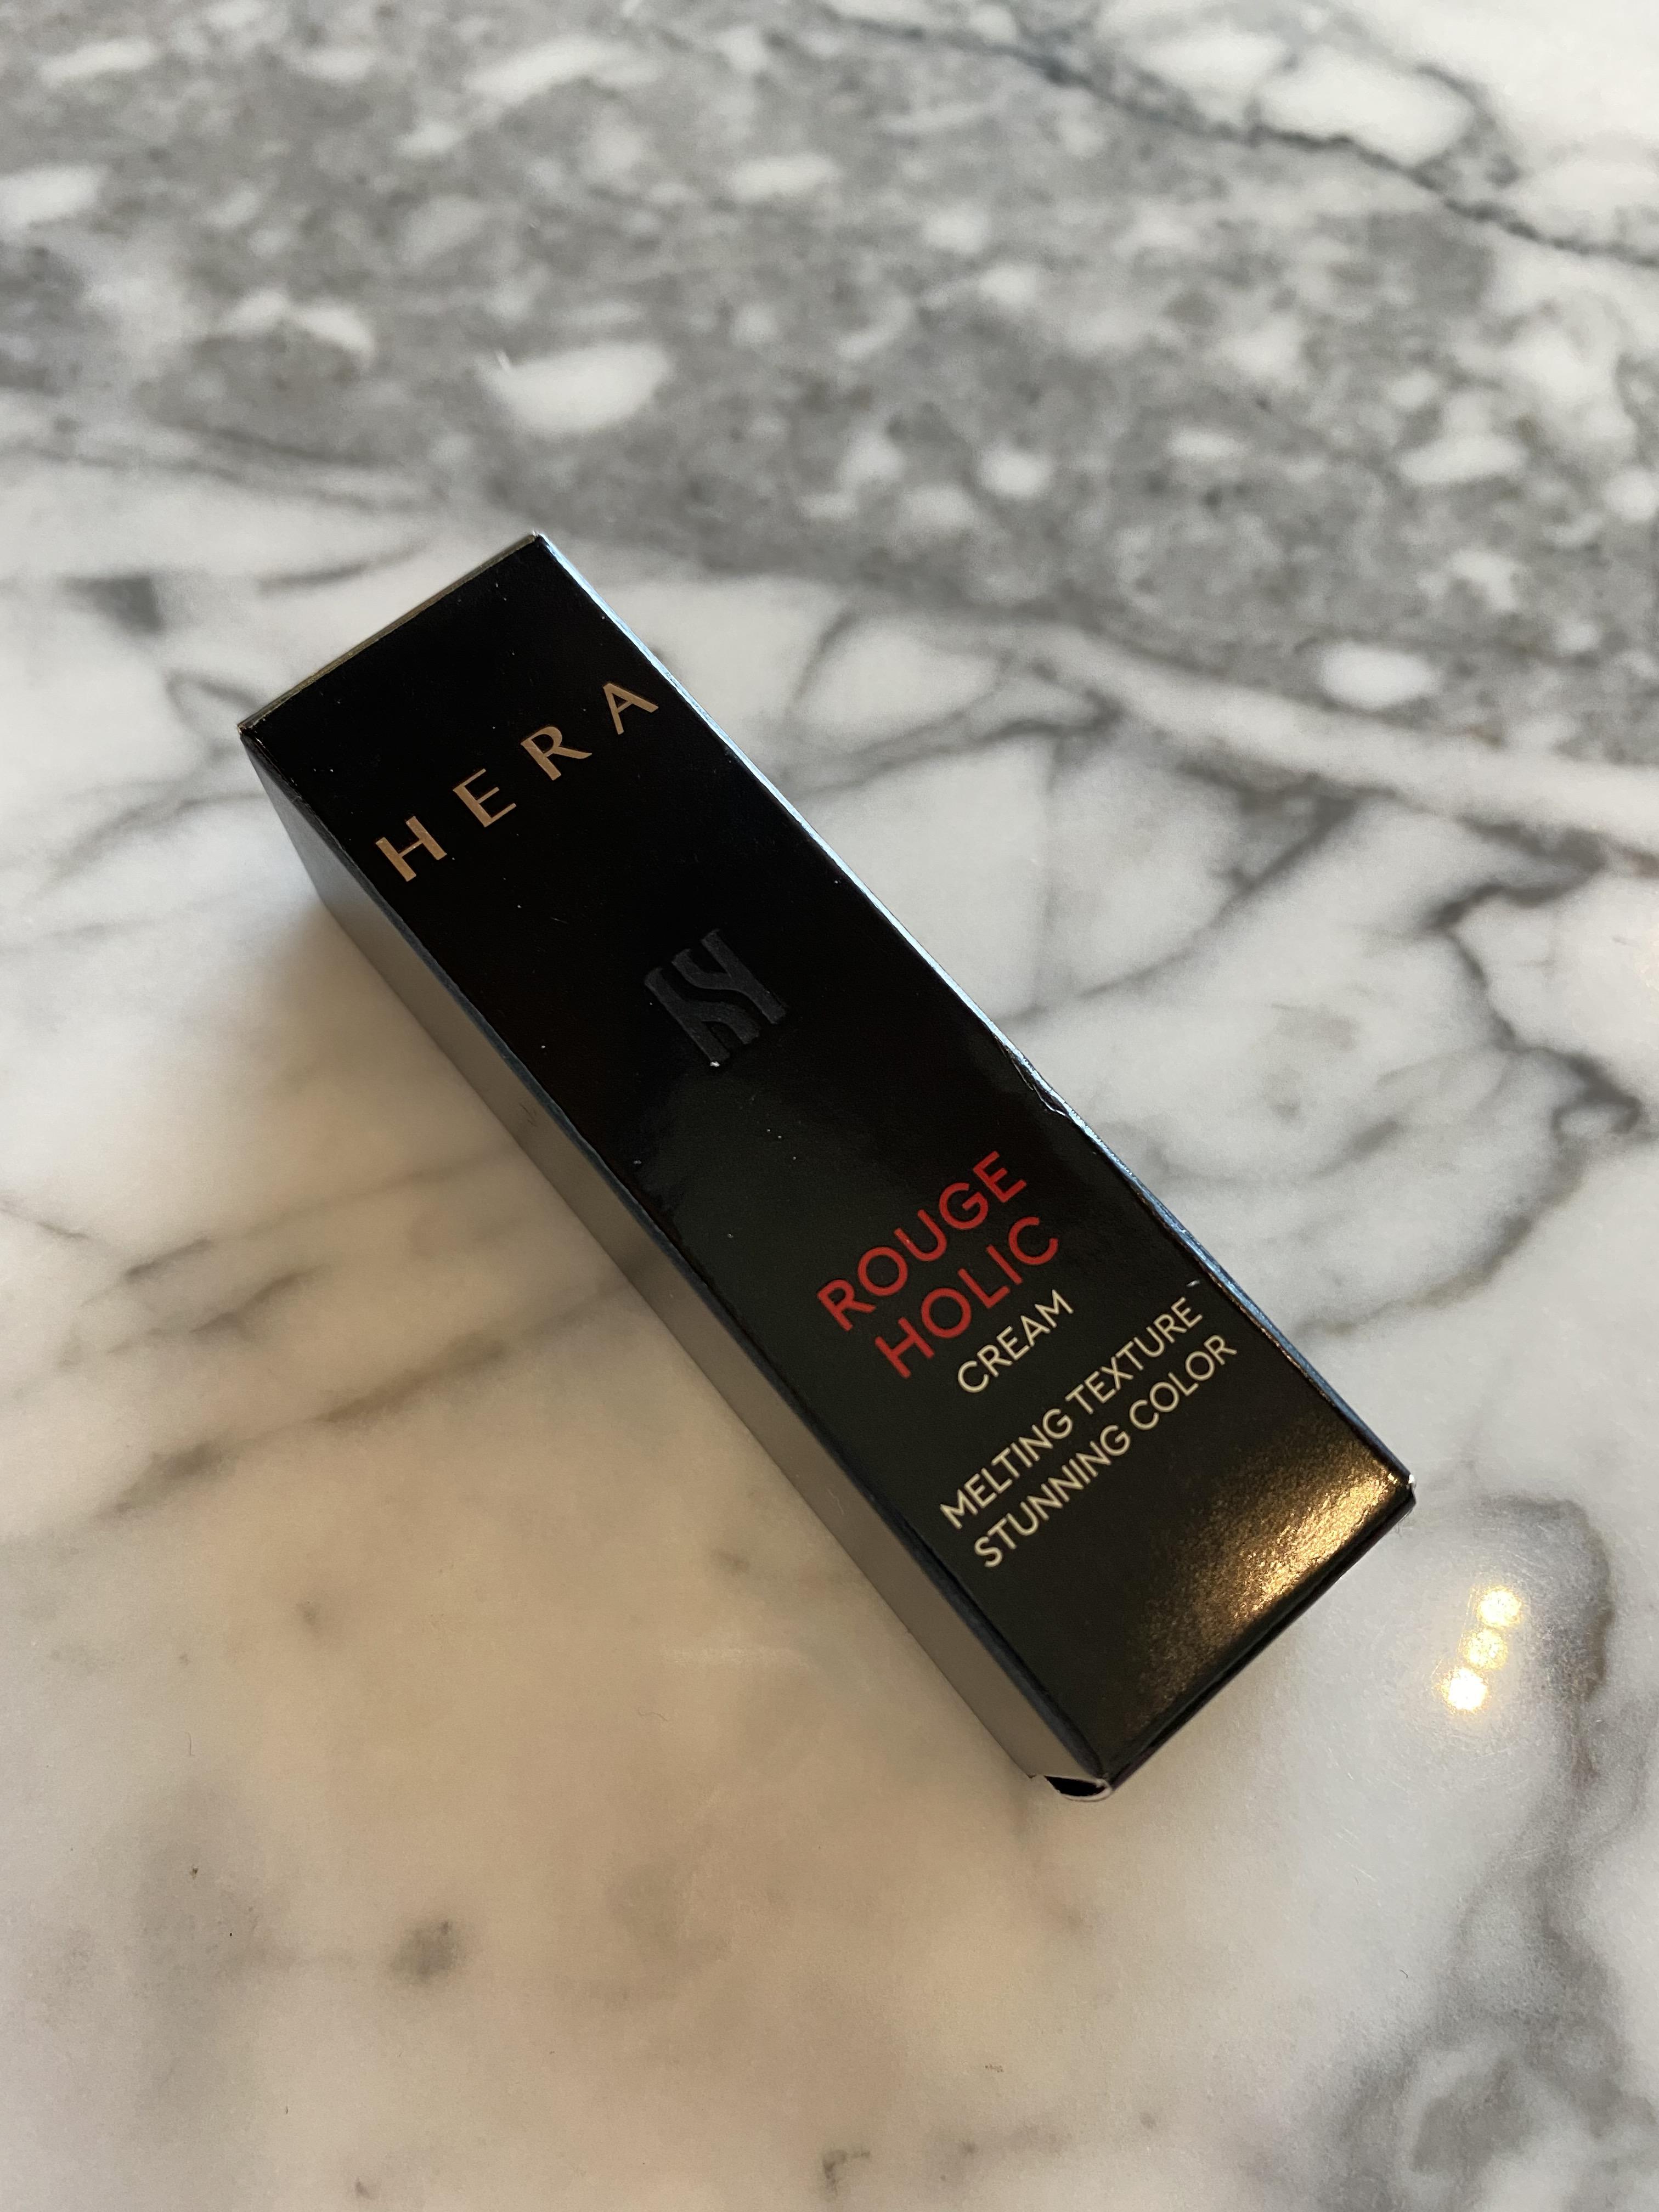 HERA
ROUGE
HOLIC
CREAM
MELTING TEXTURE
STUNNING COLOR